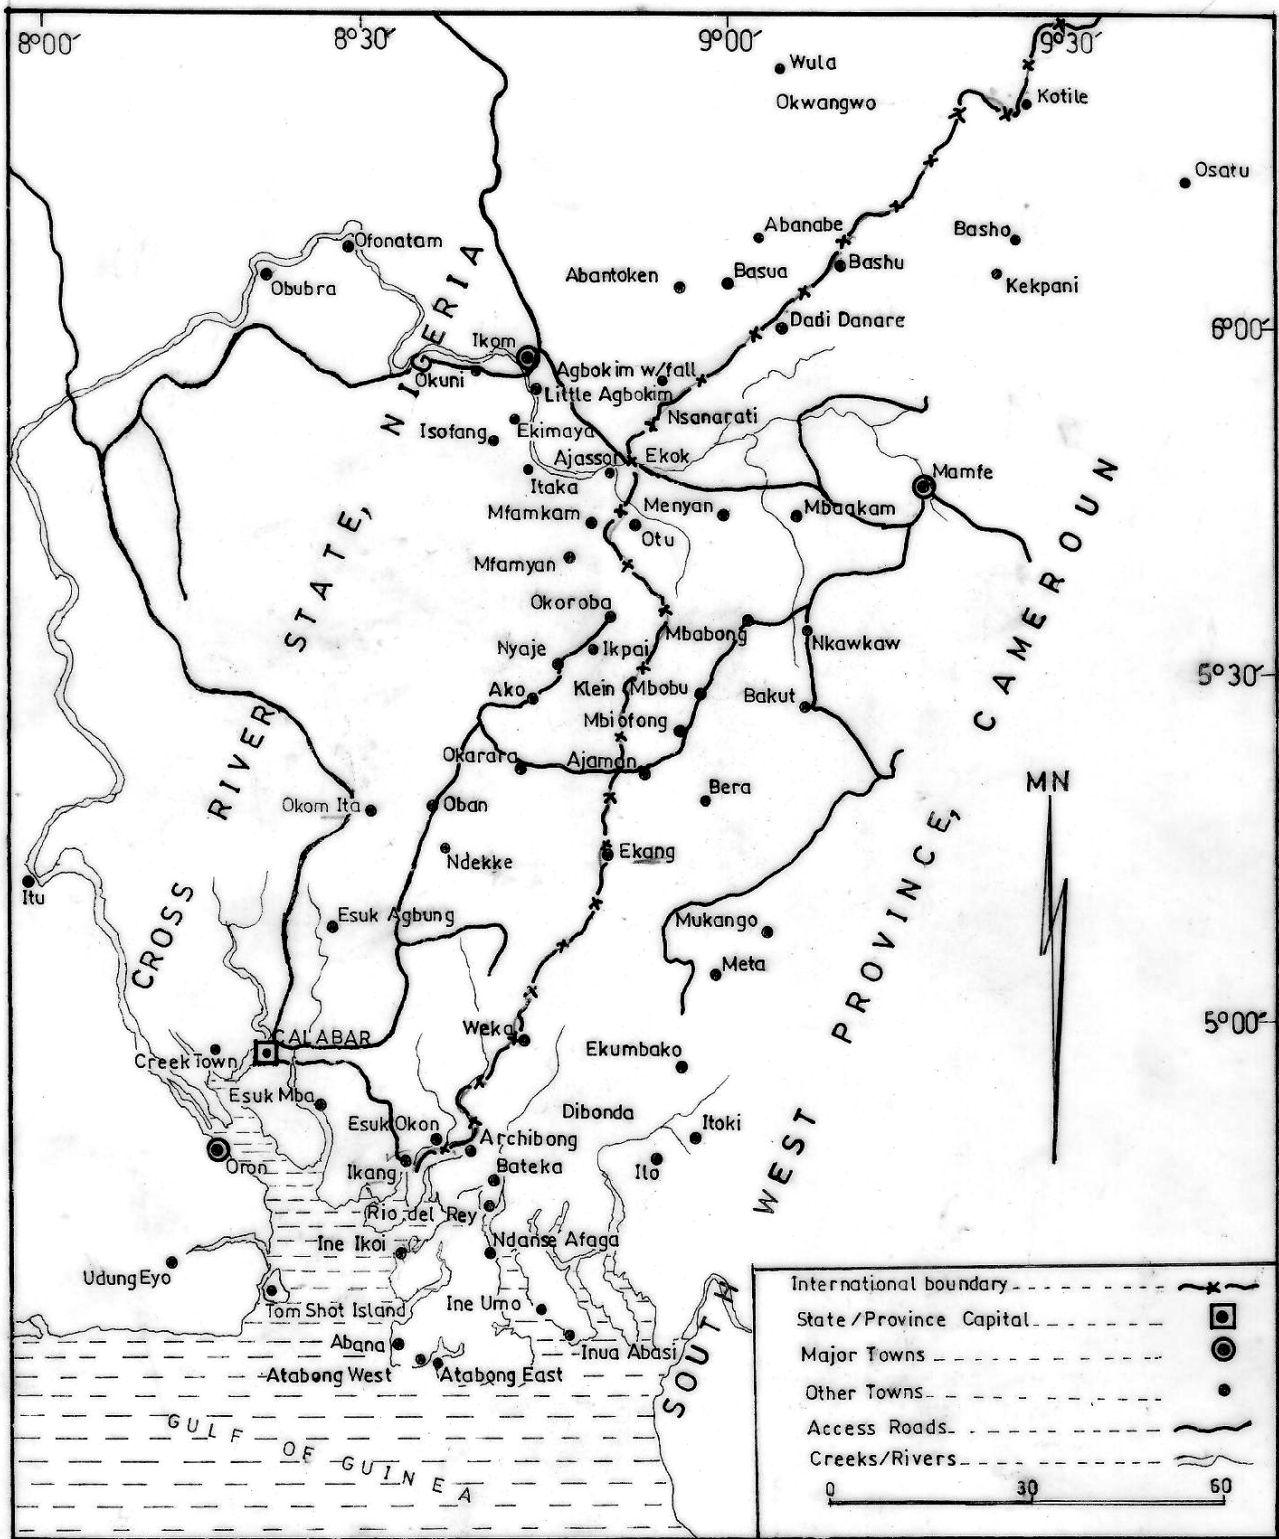 8°00′
8°30′
9°00′
9°30′
Wula
Okwangwo
Kotile
Osatu
Abanabe
Basho
Ofonatam
Bashu
Abantoken
Basua
Kekpani
Obubra
Dadi Danare
6°00′
Ikom
Agbokim w/fall
Okuni
Little Agbokim
Nsanarati
Isofang
Ekimaya
Ajassor
Ekok
Mamfe
Itaka
Menyan
Mbaakam
Mfamkam
Otu
Mfamyan
Okoroba
Mbabong
Nkawkaw
Nyaje
Ikpai
5°30′
Ako
Klein Mbobu
Bakut
Mbiofong
Okarara
Ajaman
Bera
MN
Okom Ita
Oban
Ndekke
Ekang
Itu
Esuk Agbung
Mukango
Meta
5°00′
Weka
CALABAR
Creek Town
Ekumbako
Esuk Mba
Dibonda
Esuk Okon
Archibong
Itoki
Oron
Ikang
Bateka
Ilo
Rio del Rey
Ine Ikoi
Ndanse Afaga
Udung Eyo
Tom Shot Island
Ine Umo
Abana
Inua Abasi
Atabong West
Atabong East
CROSS RIVER STATE, NIGERIA
SOUTH WEST PROVINCE, CAMEROUN
GULF OF GUINEA
International boundary
State/Province Capital
Major Towns
Other Towns
Access Roads
Creeks/Rivers
0 30 60